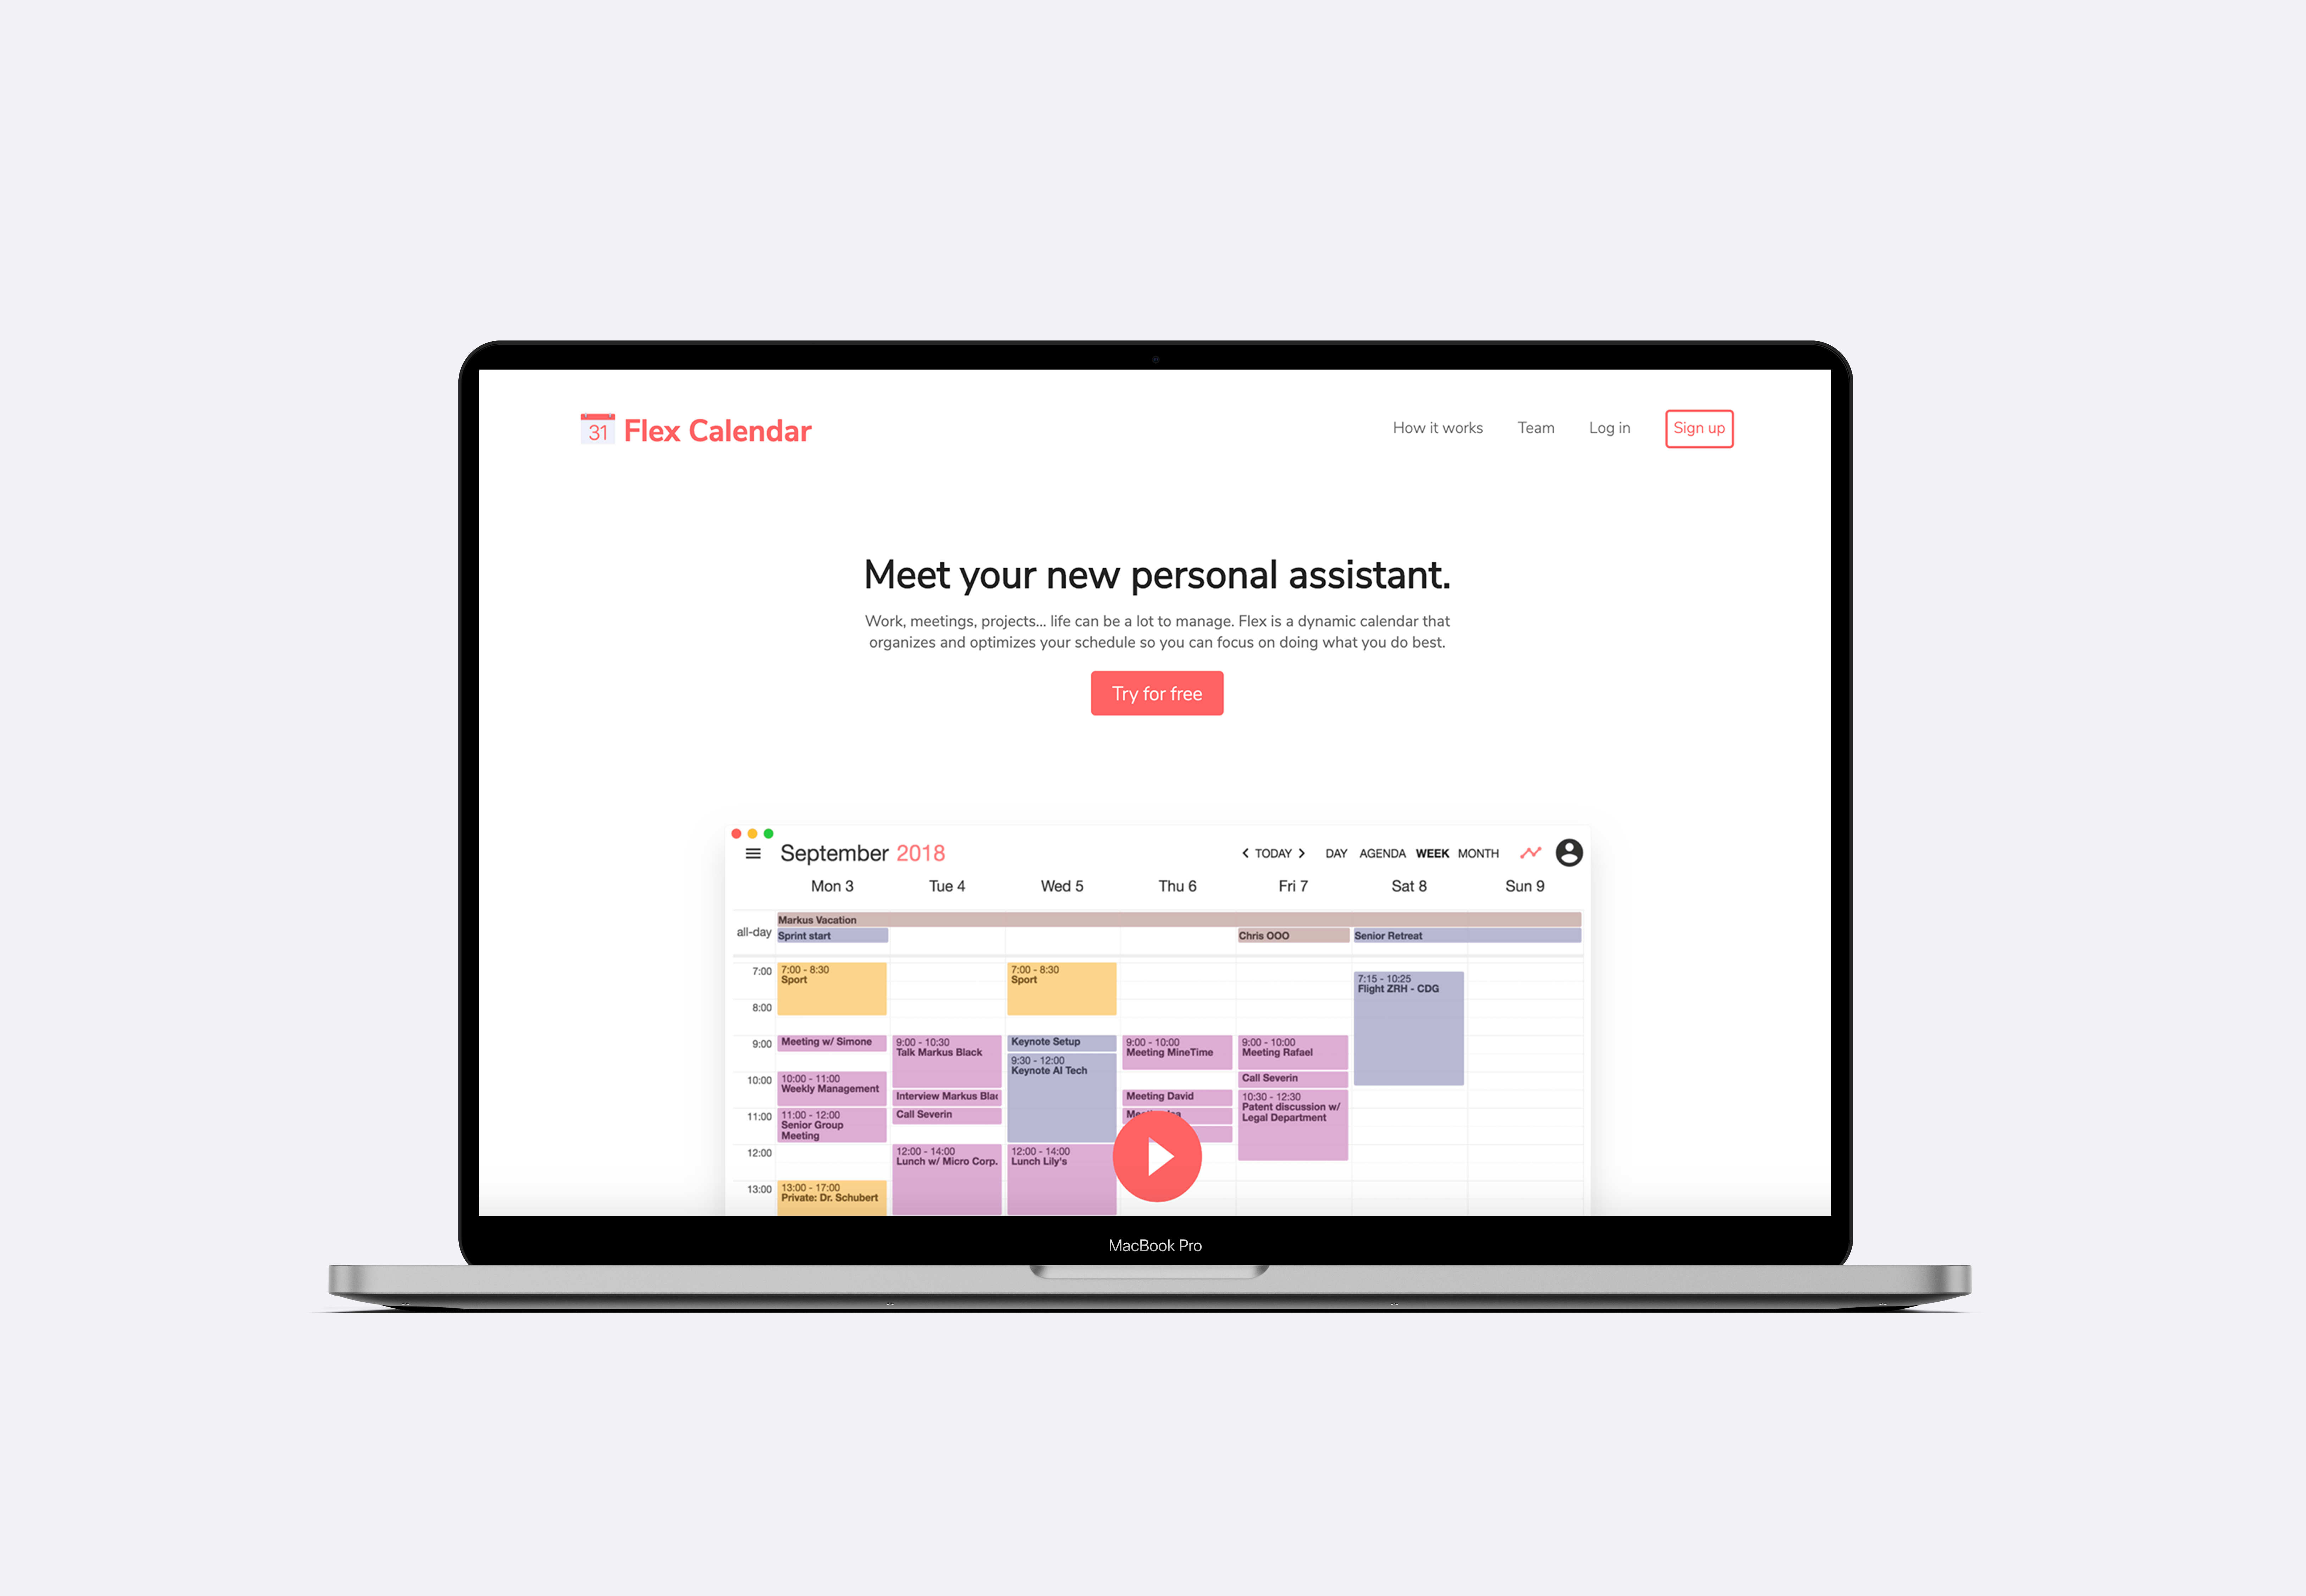 31 Flex Calendar
How it works
Team
Log in
Sign up
Meet your new personal assistant.
Work, meetings, projects... life can be a lot to manage. Flex is a dynamic calendar that
organizes and optimizes your schedule so you can focus on doing what you do best.
Try for free
September 2018
TODAY
DAY
AGENDA
WEEK
MONTH
Mon 3
Tue 4
Wed 5
Thu 6
Fri 7
Sat 8
Sun 9
all-day
Markus Vacation
Sprint start
Chris OOO
Senior Retreat
7:00
8:00
9:00
10:00
11:00
12:00
13:00
7:00 - 8:30
Sport
Meeting w/ Simone
10:00 - 11:00
Weekly Management
11:00 - 12:00
Senior Group
Meeting
13:00 - 17:00
Private: Dr. Schubert
9:00 - 10:30
Talk Markus Black
Interview Markus Blac
Call Severin
12:00 - 14:00
Lunch w/ Micro Corp.
7:00 - 8:30
Sport
Keynote Setup
9:30 - 12:00
Keynote AI Tech
12:00 - 14:00
Lunch Lily's
9:00 - 10:00
Meeting MineTime
Meeting David
9:00 - 10:00
Meeting Rafael
Call Severin
10:30 - 12:30
Patent discussion w/
Legal Department
7:15 - 10:25
Flight ZRH - CDG
MacBook Pro